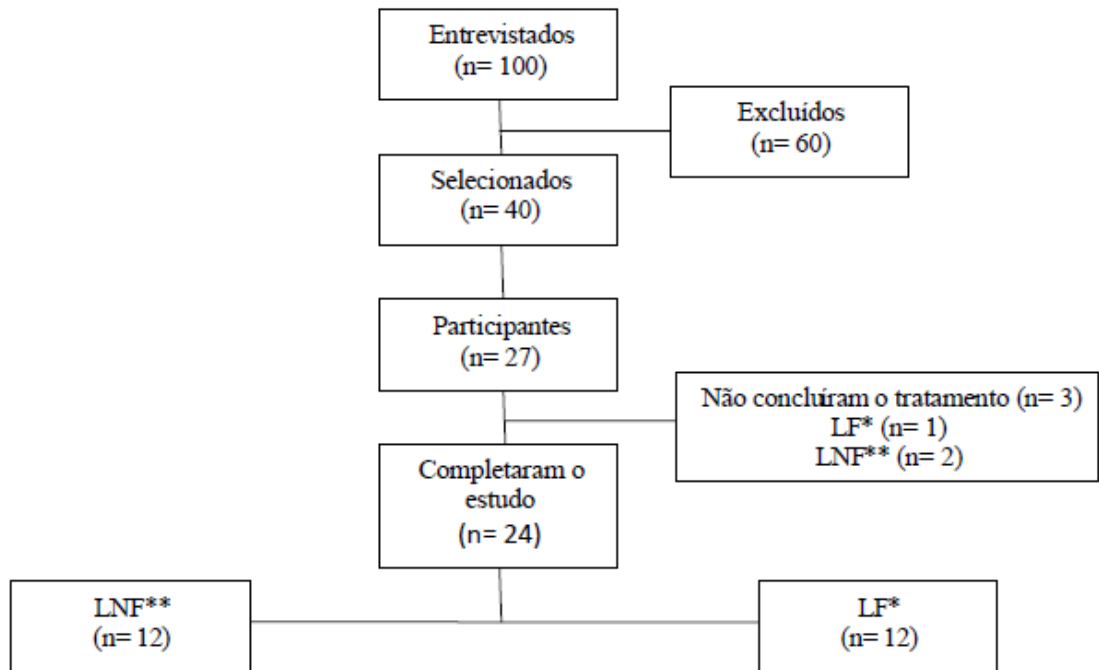 Entrevistados
(n= 100)
Excluídos
(n= 60)
Selecionados
(n= 40)
Participantes
(n= 27)
Não concluíram o tratamento (n= 3)
LF* (n= 1)
LNF** (n= 2)
Completaram o
estudo
(n= 24)
LNF**
(n= 12)
LF*
(n= 12)